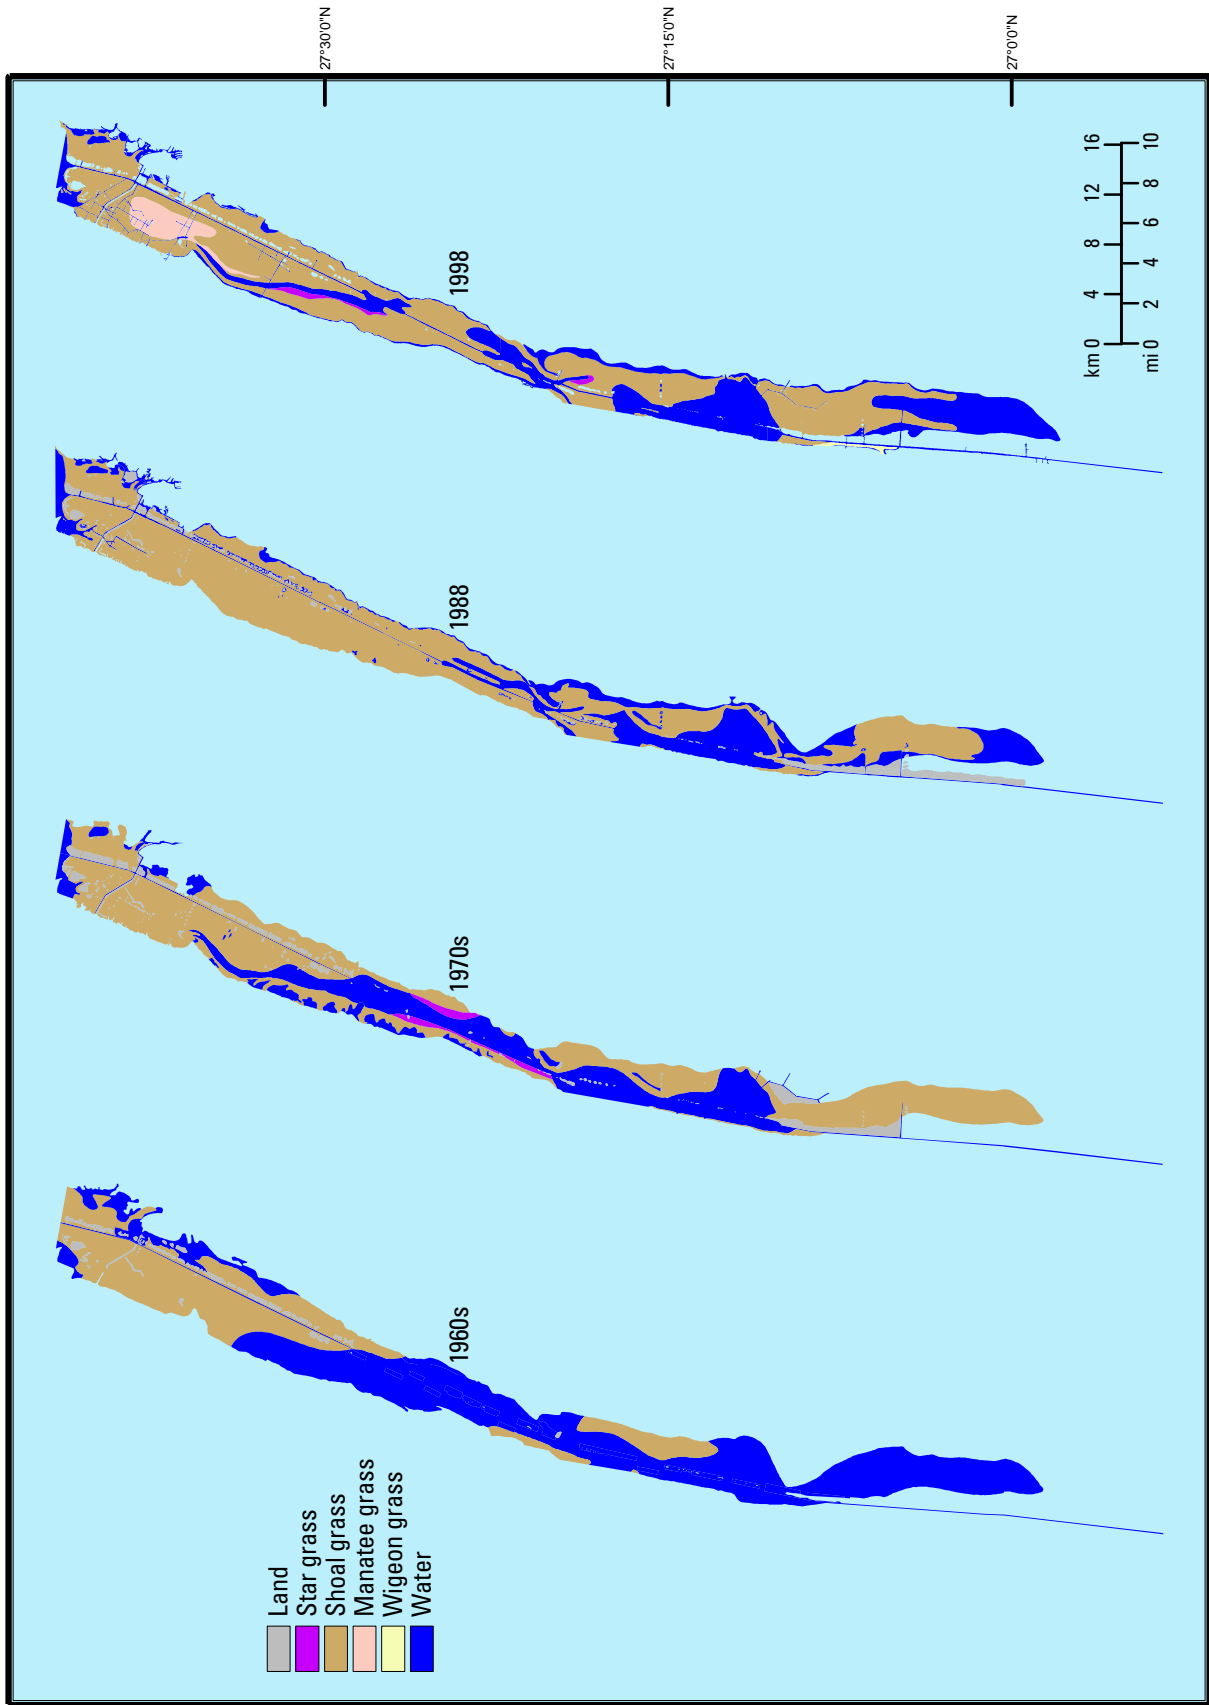 Land
Star grass
Shoal grass
Manatee grass
Wigeon grass
Water
1960s
1970s
1988
1998
27°30'0"N
27°15'0"N
27°0'0"N
km 0 4 8 12 16
mi 0 2 4 6 8 10